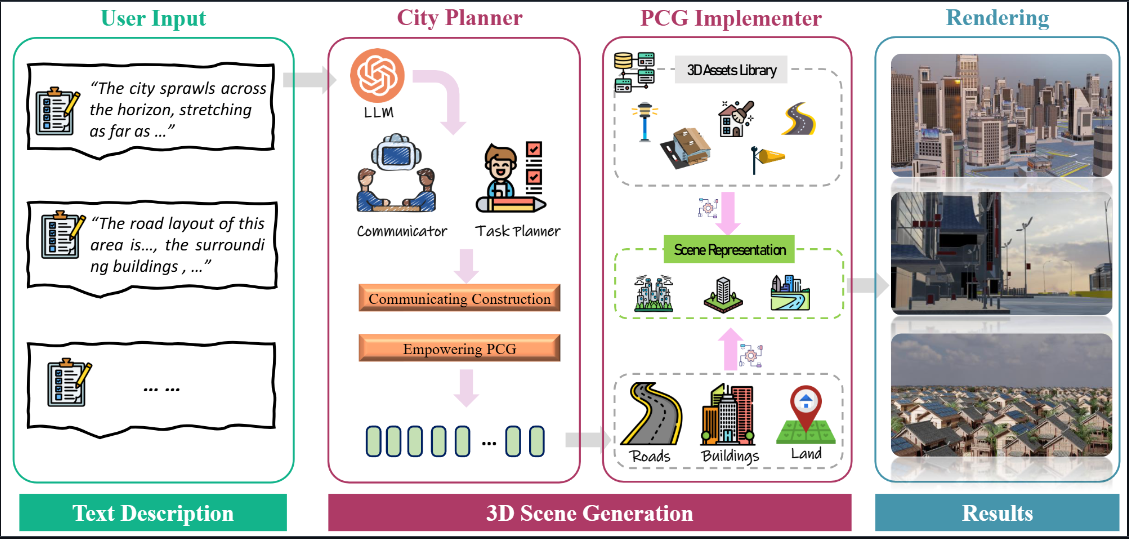 User Input
City Planner
PCG Implementer
Rendering
“The city sprawls across
the horizon, stretching
as far as ...”
“The road layout of this
area is..., the surroundi
ng buildings , ...”
... ...
LLM
Communicator
Task Planner
Communicating Construction
Empowering PCG
...
3D Assets Library
Scene Representation
Roads
Buildings
Land
Text Description
3D Scene Generation
Results